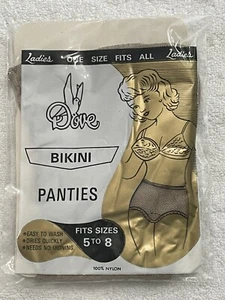 Ladies ONE SIZE FITS ALL Ladies
Dove
BIKINI
PANTIES
•EASY TO WASH
•DRIES QUICKLY
•NEEDS NO IRONING
FITS SIZES
5 TO 8
100% NYLON